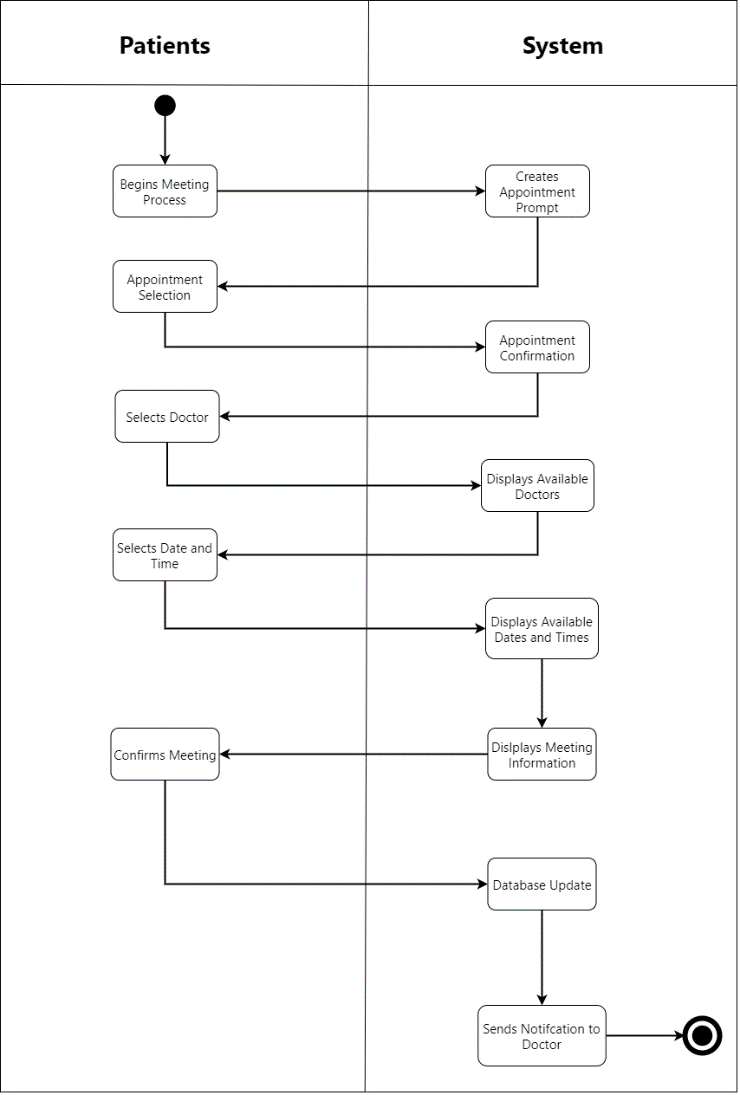 Patients
System
Begins Meeting
Process
Creates
Appointment
Prompt
Appointment
Selection
Appointment
Confirmation
Selects Doctor
Displays Available
Doctors
Selects Date and
Time
Displays Available
Dates and Times
Dislplays Meeting
Information
Confirms Meeting
Database Update
Sends Notifcation to
Doctor